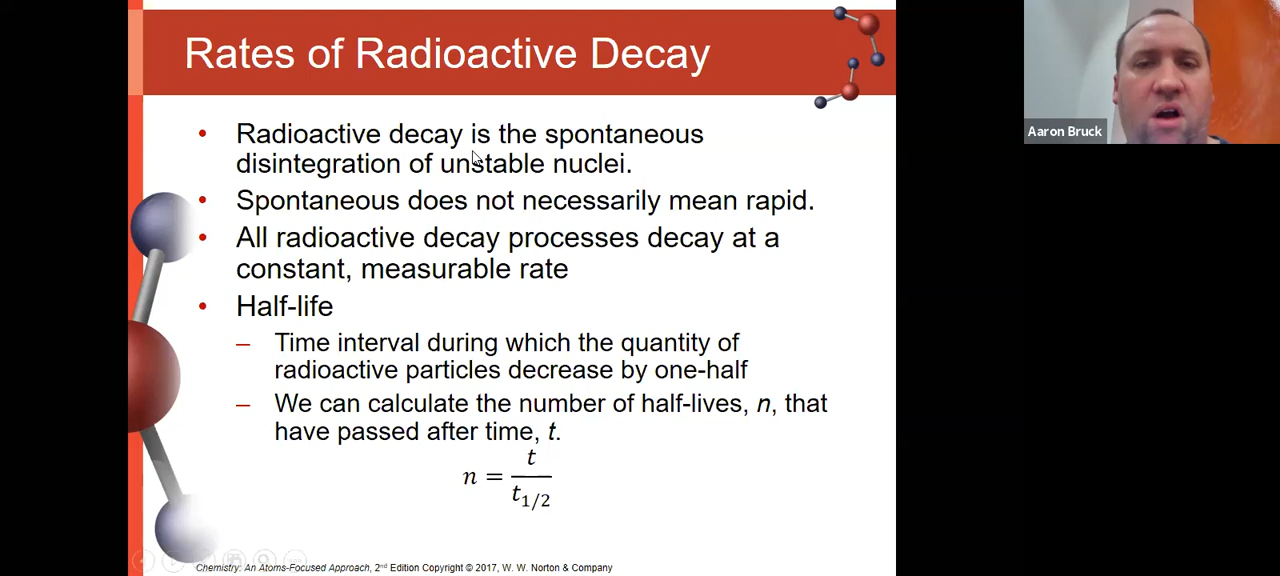 Rates of Radioactive Decay
Aaron Bruck
• Radioactive decay is the spontaneous
disintegration of unstable nuclei.
• Spontaneous does not necessarily mean rapid.
• All radioactive decay processes decay at a
constant, measurable rate
• Half-life
– Time interval during which the quantity of
radioactive particles decrease by one-half
– We can calculate the number of half-lives, n, that
have passed after time, t.
n = t / t₁/₂
Chemistry: An Atoms-Focused Approach, 2nd Edition Copyright © 2017, W. W. Norton & Company